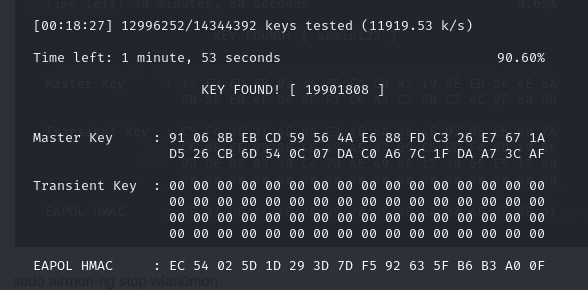 [00:18:27] 12996252/14344392 keys tested (11919.53 k/s)
Time left: 1 minute, 53 seconds 90.60%
KEY FOUND! [ 19901808 ]
Master Key : 91 06 8B EB CD 59 56 4A E6 88 FD C3 26 E7 67 1A
D5 26 CB 6D 54 0C 07 DA C0 A6 7C 1F DA A7 3C AF
Transient Key : 00 00 00 00 00 00 00 00 00 00 00 00 00 00 00 00
00 00 00 00 00 00 00 00 00 00 00 00 00 00 00 00
00 00 00 00 00 00 00 00 00 00 00 00 00 00 00 00
00 00 00 00 00 00 00 00 00 00 00 00 00 00 00 00
EAPOL HMAC : EC 54 02 5D 1D 29 3D 7D F5 92 63 5F B6 B3 A0 0F
sudo airmon-ng stop wlan0mon